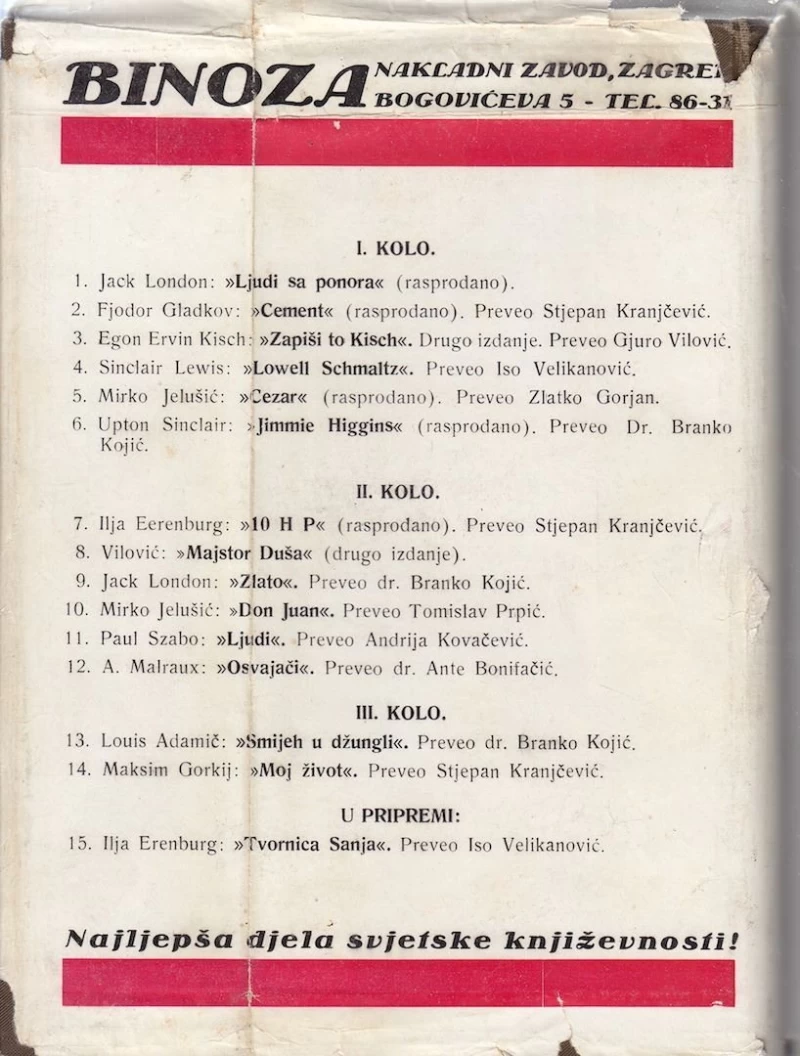 BINOZA NAKLADNI ZAVOD, ZAGREB
BOGOVIĆEVA 5 - TEL. 86-31
I. KOLO.
1. Jack London: »Ljudi sa ponora« (rasprodano).
2. Fjodor Gladkov: »Cement« (rasprodano). Preveo Stjepan Kranjčević.
3. Egon Ervin Kisch: »Zapiši to Kisch«. Drugo izdanje. Preveo Gjuro Vilović.
4. Sinclair Lewis: »Lowell Schmaltz«. Preveo Iso Velikanović.
5. Mirko Jelušić: »Cezar« (rasprodano). Preveo Zlatko Gorjan.
6. Upton Sinclair: »Jimmie Higgins« (rasprodano). Preveo Dr. Branko
Kojić.
II. KOLO.
7. Ilja Eerenburg: »10 H P« (rasprodano). Preveo Stjepan Kranjčević.
8. Vilović: »Majstor Duša« (drugo izdanje).
9. Jack London: »Zlato«. Preveo dr. Branko Kojić.
10. Mirko Jelušić: »Don Juan«. Preveo Tomislav Prpić.
11. Paul Szabo: »Ljudi«. Preveo Andrija Kovačević.
12. A. Malraux: »Osvajači«. Preveo dr. Ante Bonifačić.
III. KOLO.
13. Louis Adamič: »Smijeh u džungli«. Preveo dr. Branko Kojić.
14. Maksim Gorkij: »Moj život«. Preveo Stjepan Kranjčević.
U PRIPREMI:
15. Ilja Erenburg: »Tvornica Sanja«. Preveo Iso Velikanović.
Najljepša djela svjetske književnosti!